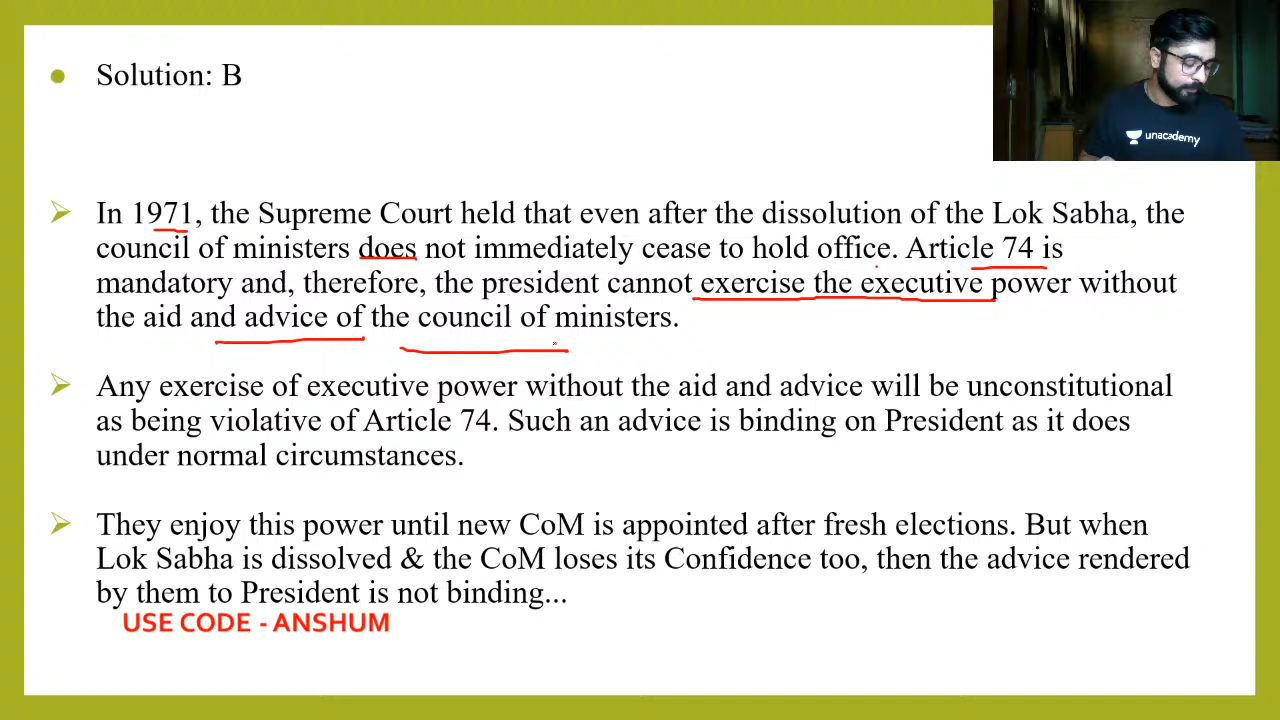 Solution: B
unacademy
In 1971, the Supreme Court held that even after the dissolution of the Lok Sabha, the
council of ministers does not immediately cease to hold office. Article 74 is
mandatory and, therefore, the president cannot exercise the executive power without
the aid and advice of the council of ministers.
Any exercise of executive power without the aid and advice will be unconstitutional
as being violative of Article 74. Such an advice is binding on President as it does
under normal circumstances.
They enjoy this power until new CoM is appointed after fresh elections. But when
Lok Sabha is dissolved & the CoM loses its Confidence too, then the advice rendered
by them to President is not binding...
USE CODE - ANSHUM